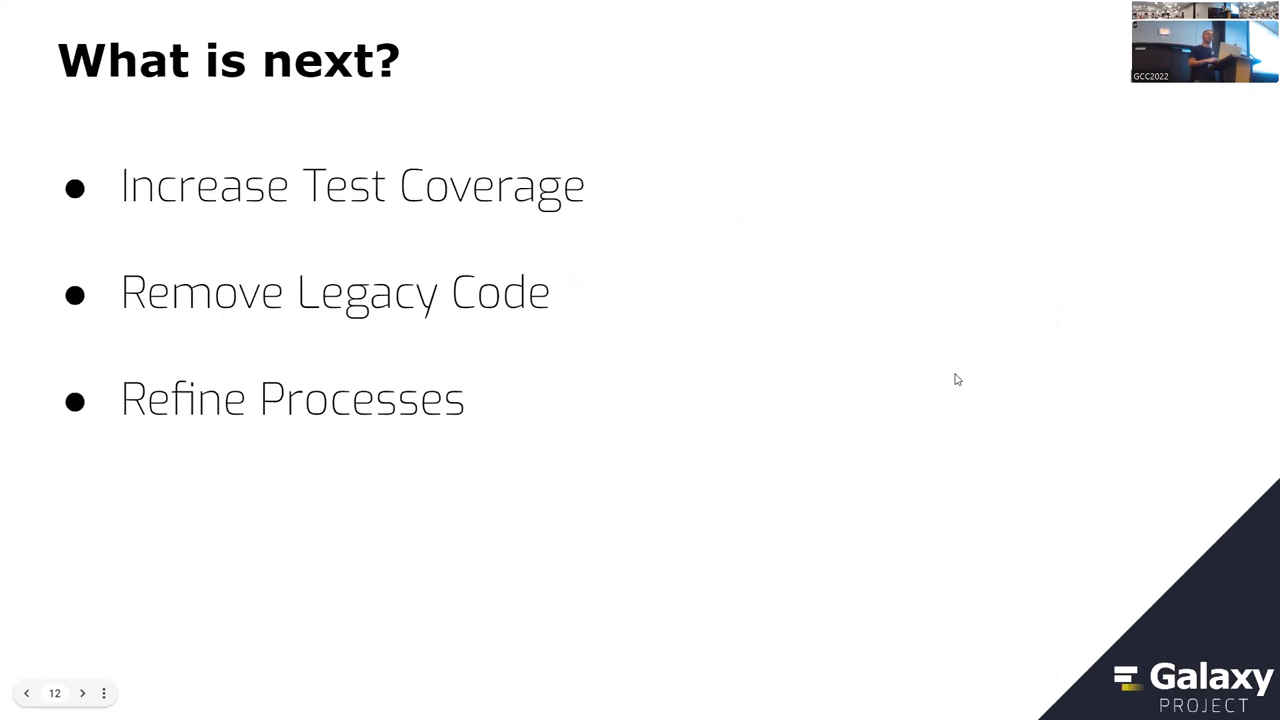 What is next?
GCC2022
● Increase Test Coverage
● Remove Legacy Code
● Refine Processes
12
Galaxy
PROJECT